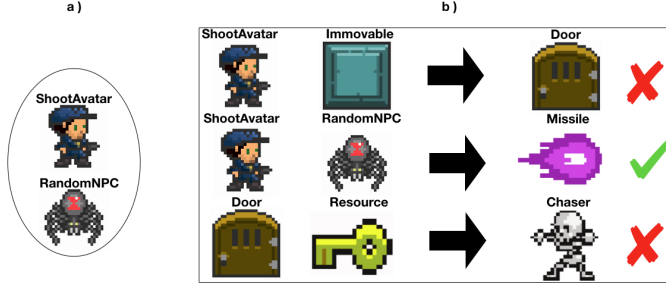 a )
ShootAvatar
RandomNPC
b )
ShootAvatar Immovable Door
ShootAvatar RandomNPC Missile
Door Resource Chaser